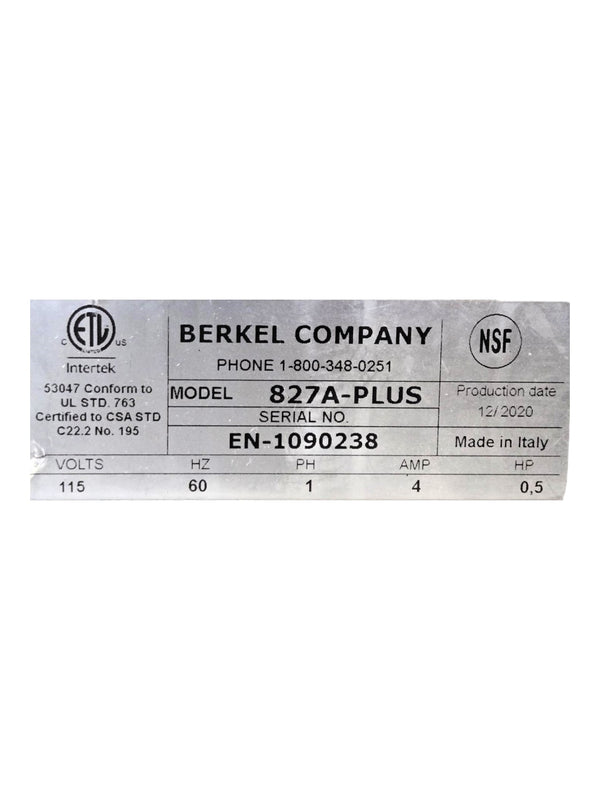 C ETL US
LISTED
Intertek
53047 Conform to
UL STD. 763
Certified to CSA STD
C22.2 No. 195
BERKEL COMPANY
PHONE 1-800-348-0251
MODEL 827A-PLUS
SERIAL NO.
EN-1090238
NSF
Production date
12/2020
Made in Italy
VOLTS HZ PH AMP HP
115 60 1 4 0,5